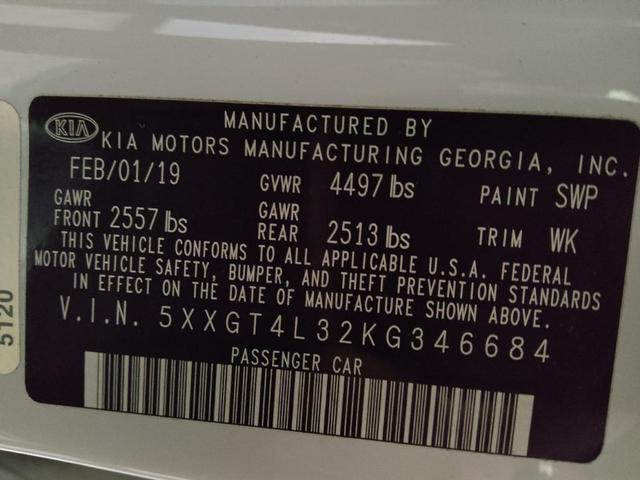 MANUFACTURED BY
KIA KIA MOTORS MANUFACTURING GEORGIA, INC.
FEB/01/19 GVWR 4497 lbs PAINT SWP
GAWR FRONT 2557 lbs GAWR REAR 2513 lbs TRIM WK
THIS VEHICLE CONFORMS TO ALL APPLICABLE U.S.A. FEDERAL
MOTOR VEHICLE SAFETY, BUMPER, AND THEFT PREVENTION STANDARDS
IN EFFECT ON THE DATE OF MANUFACTURE SHOWN ABOVE.
V.I.N. 5XXGT4L32KG346684
PASSENGER CAR
5120